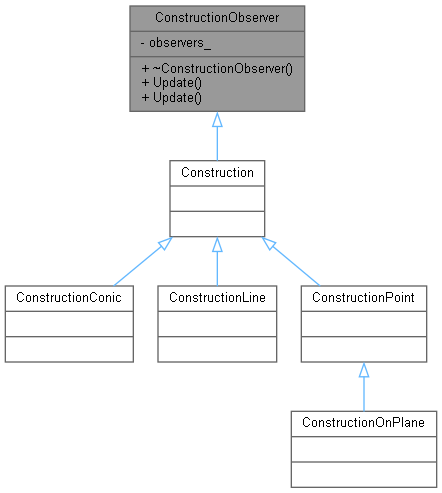 ConstructionObserver
- observers_
+ ~ConstructionObserver()
+ Update()
+ Update()
Construction
ConstructionConic
ConstructionLine
ConstructionPoint
ConstructionOnPlane